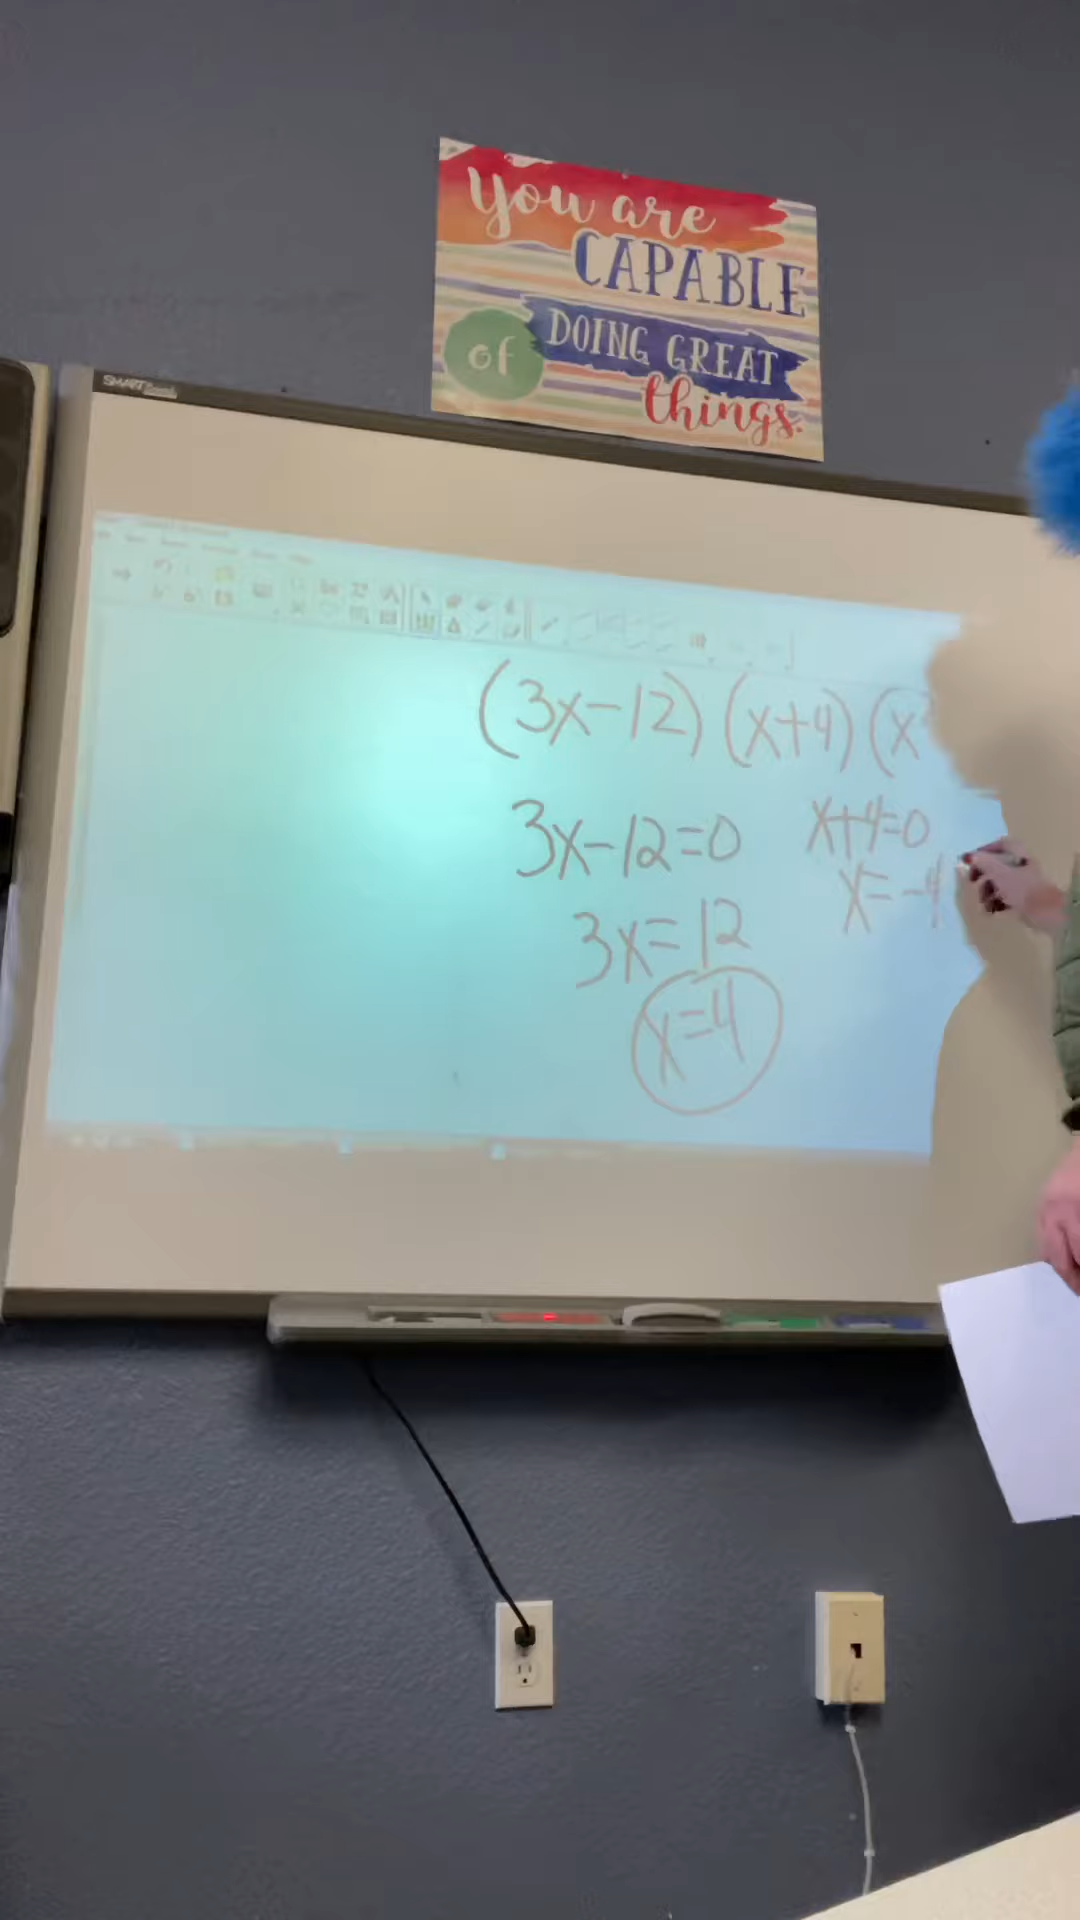 You are
CAPABLE
of DOING GREAT
things.
SMART
(3x-12)(x+4)(x²
3x-12=0
x+4=0
x=-4
3x=12
x=4